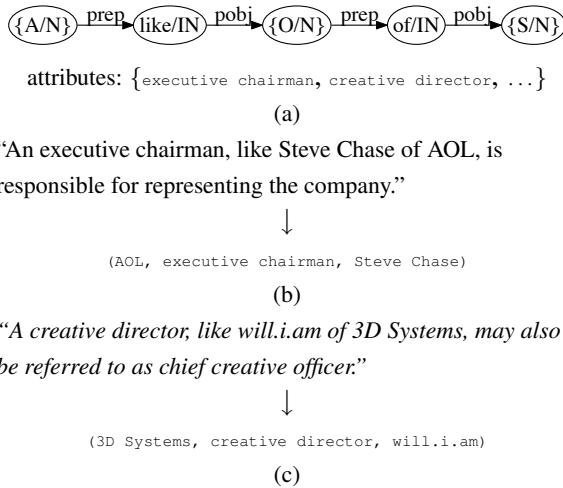 prep pobj prep pobj
{A/N} like/IN {O/N} of/IN {S/N}
attributes: {executive chairman, creative director, ...}
(a)
“An executive chairman, like Steve Chase of AOL, is
responsible for representing the company.”
↓
(AOL, executive chairman, Steve Chase)
(b)
“A creative director, like will.i.am of 3D Systems, may also
be referred to as chief creative officer.”
↓
(3D Systems, creative director, will.i.am)
(c)